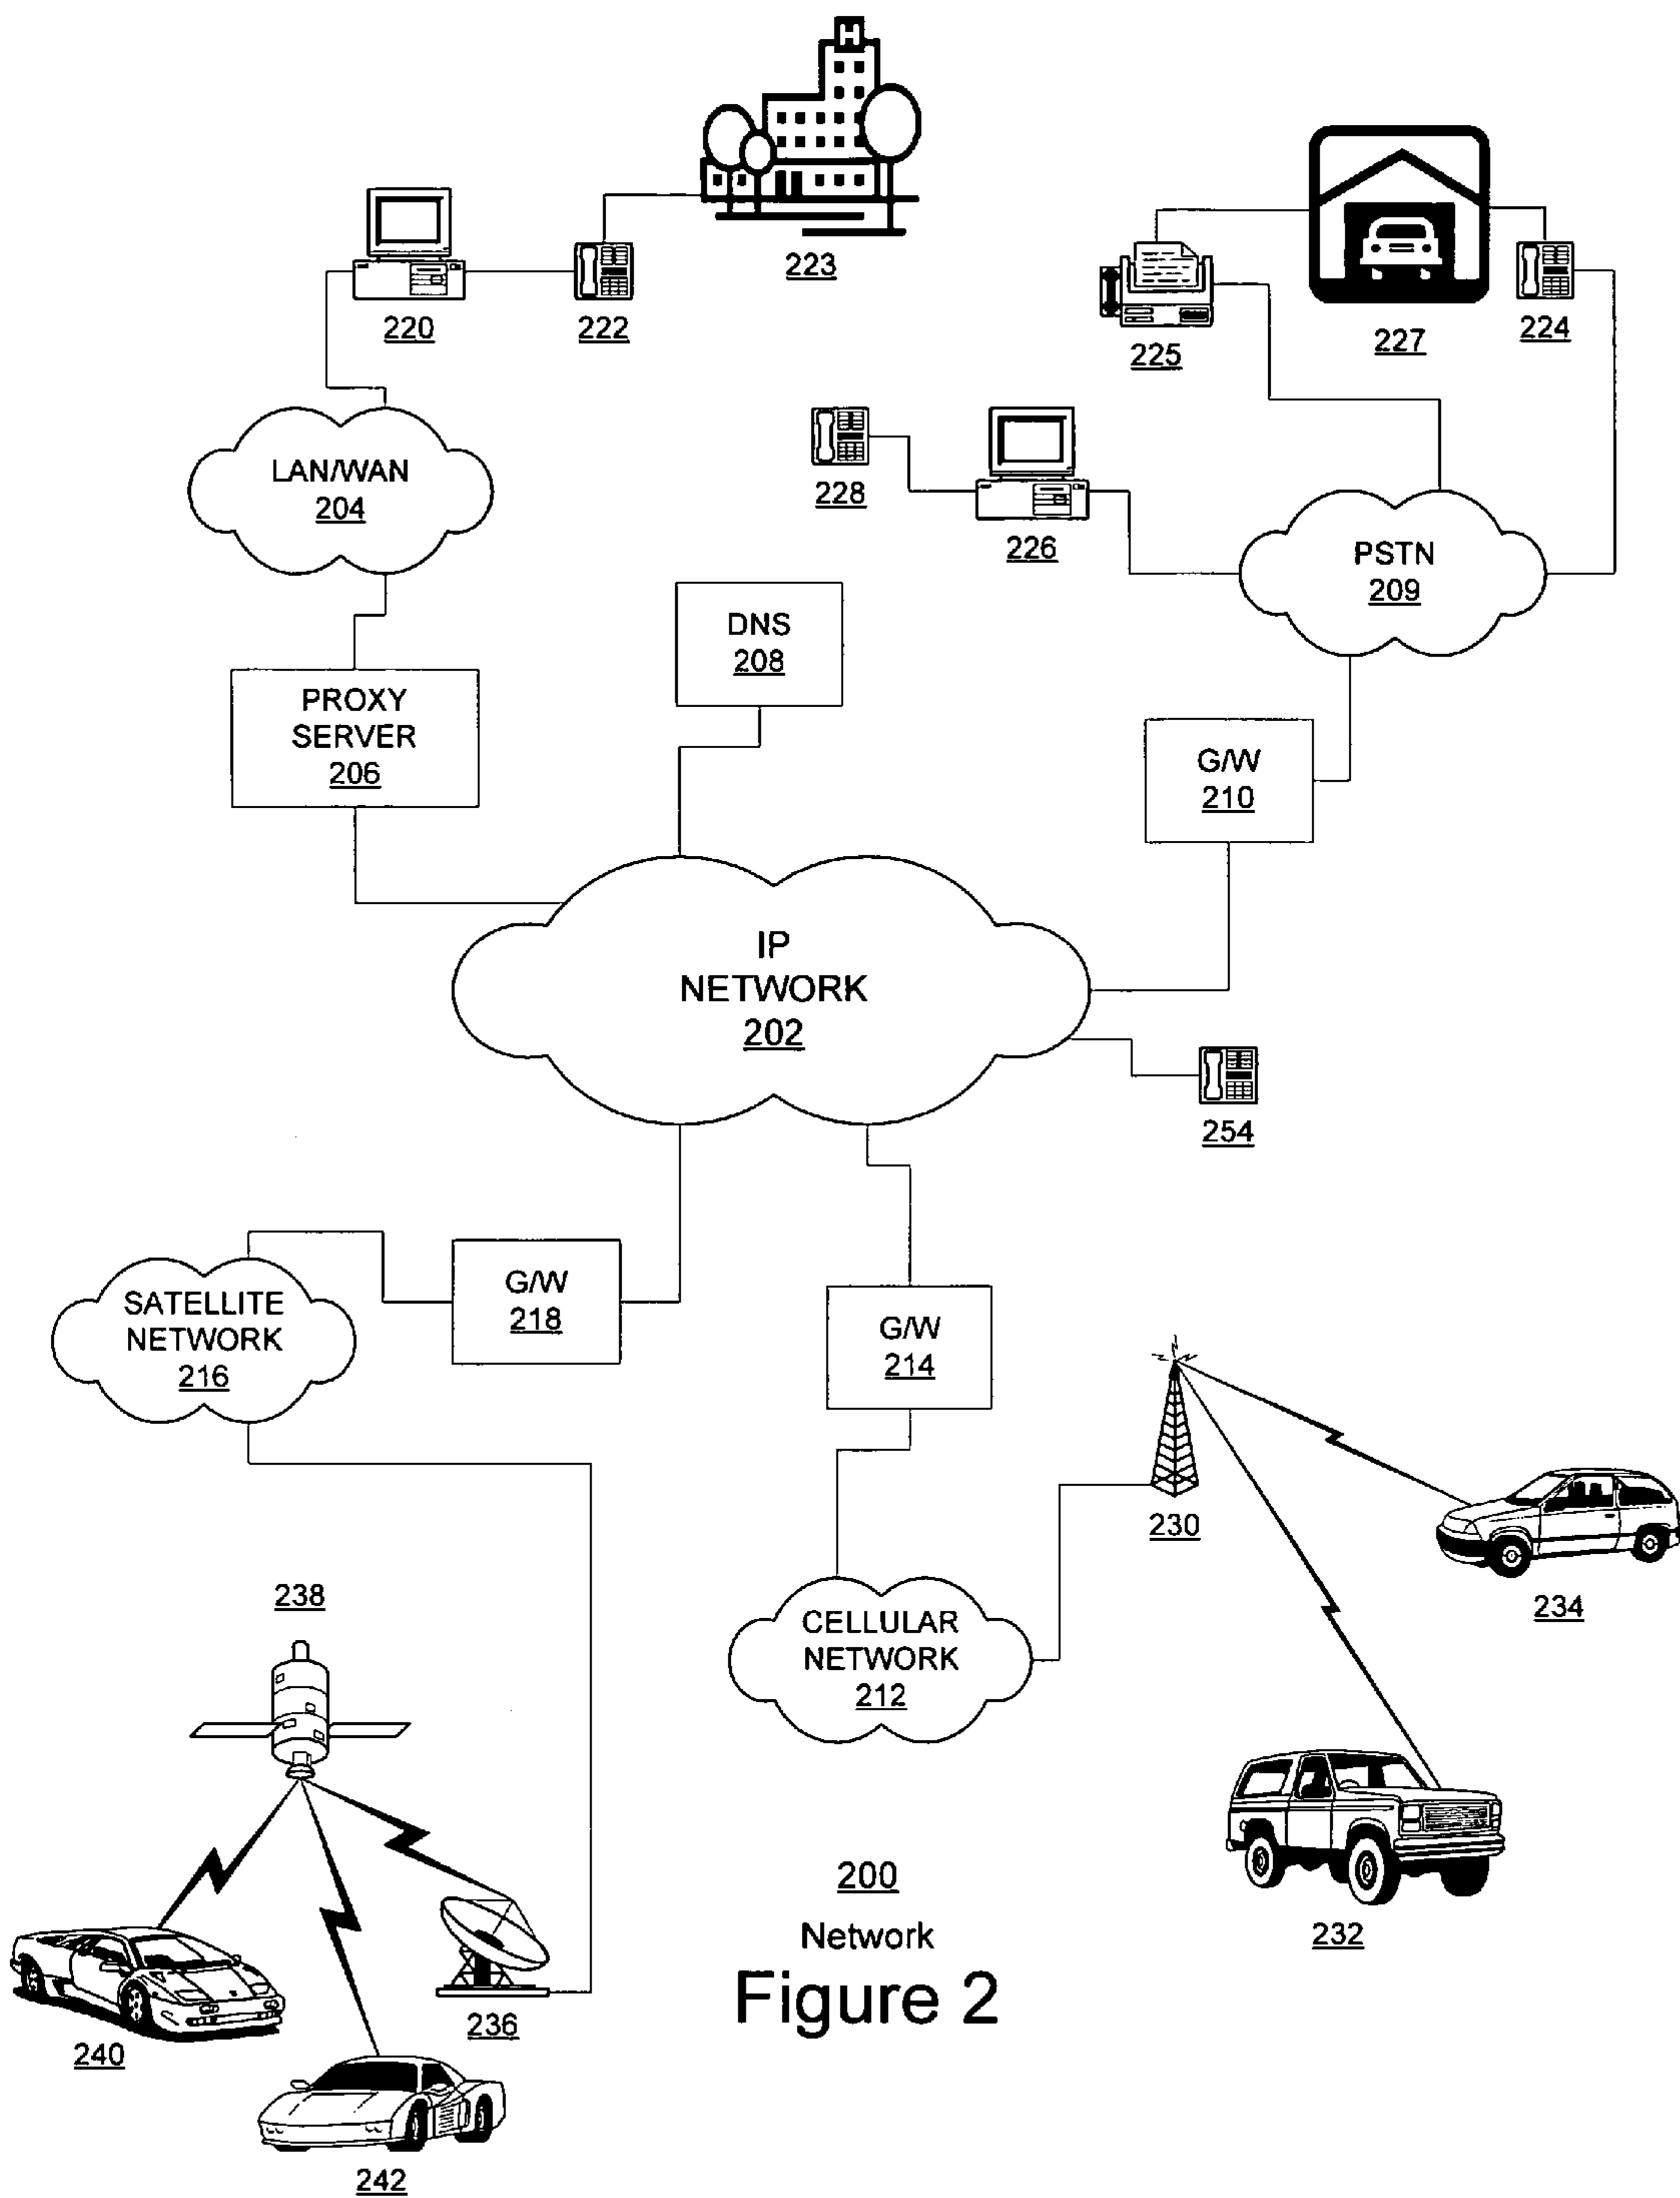 H
223
220
222
225
227
224
LAN/WAN
204
228
226
PSTN
209
DNS
208
PROXY
SERVER
206
G/W
210
IP
NETWORK
202
254
SATELLITE
NETWORK
216
G/W
218
G/W
214
230
234
238
CELLULAR
NETWORK
212
232
240
236
242
200
Network
Figure 2